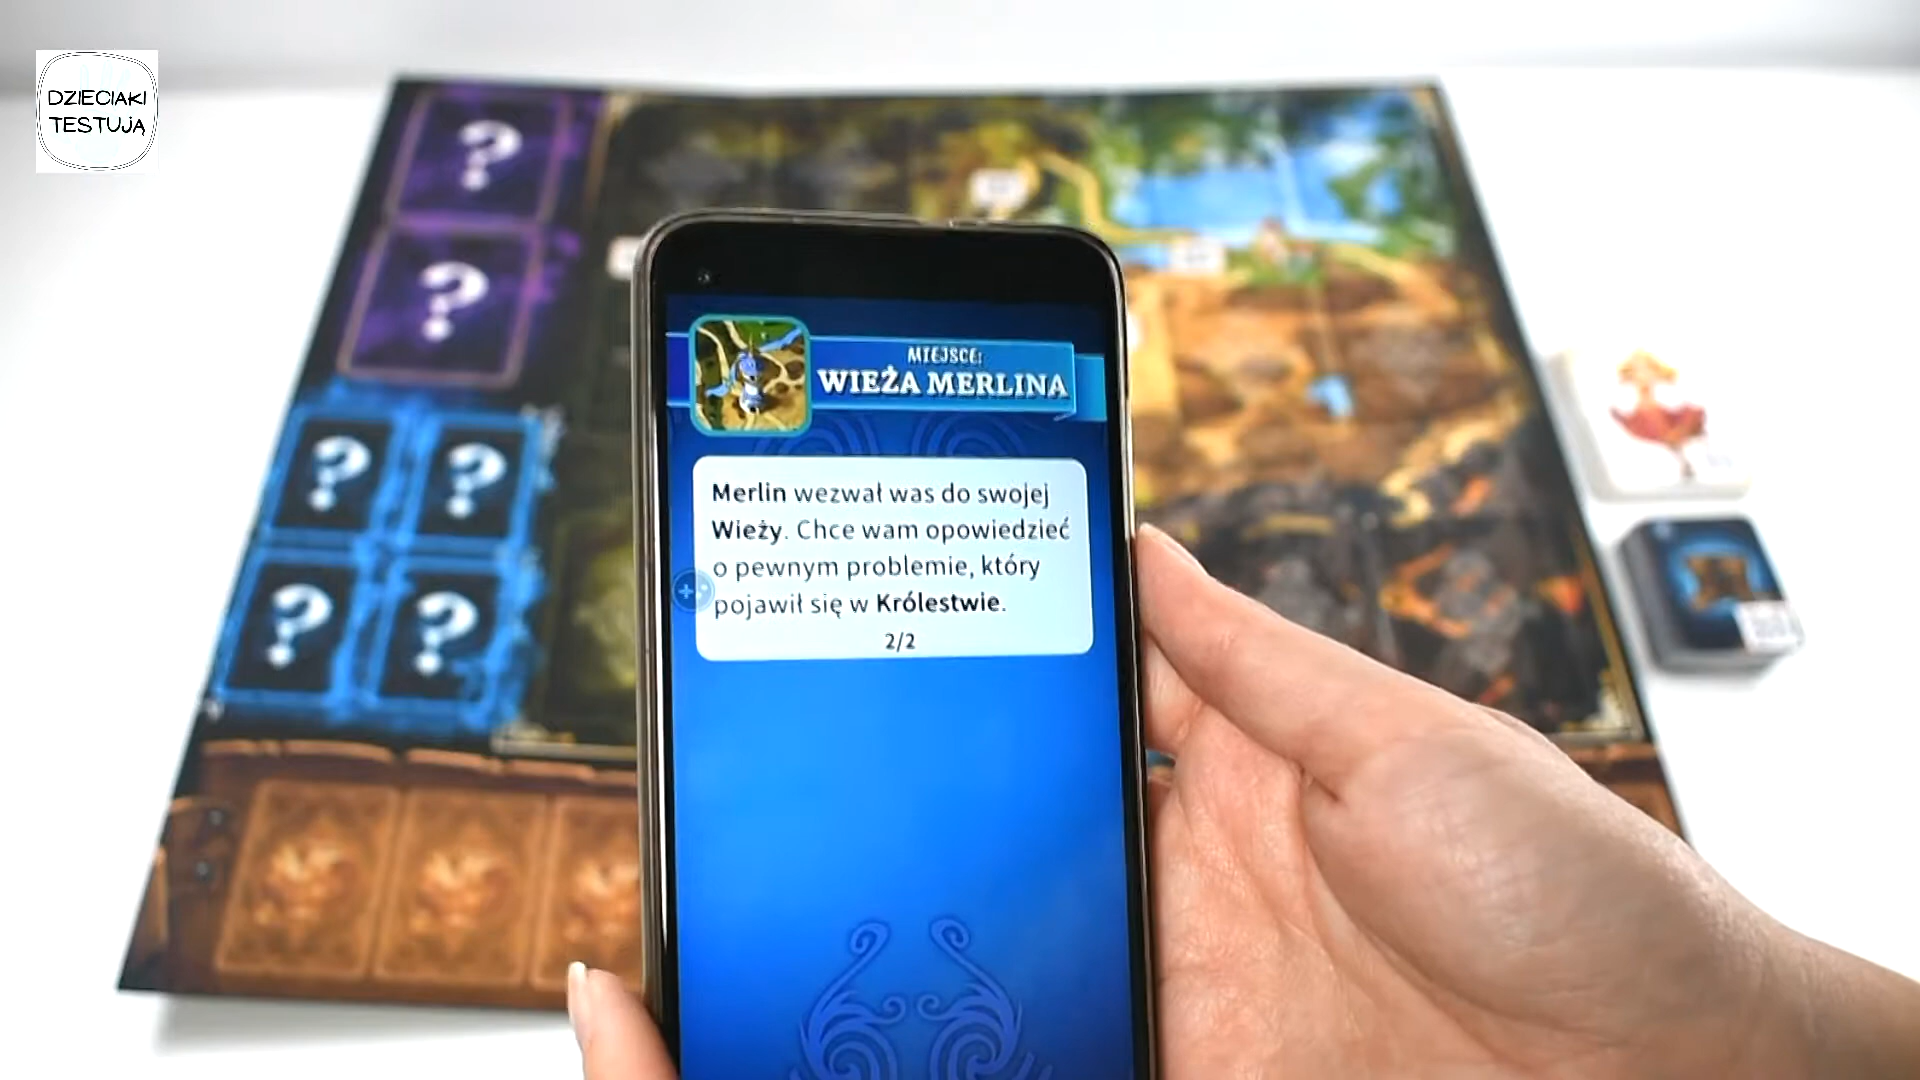 DZIECIAKI
TESTUJĄ
MIEJSCE:
WIEŻA MERLINA
Merlin wezwał was do swojej
Wieży. Chce wam opowiedzieć
o pewnym problemie, który
pojawił się w Królestwie.
2/2
? 
?
? ?
? ?